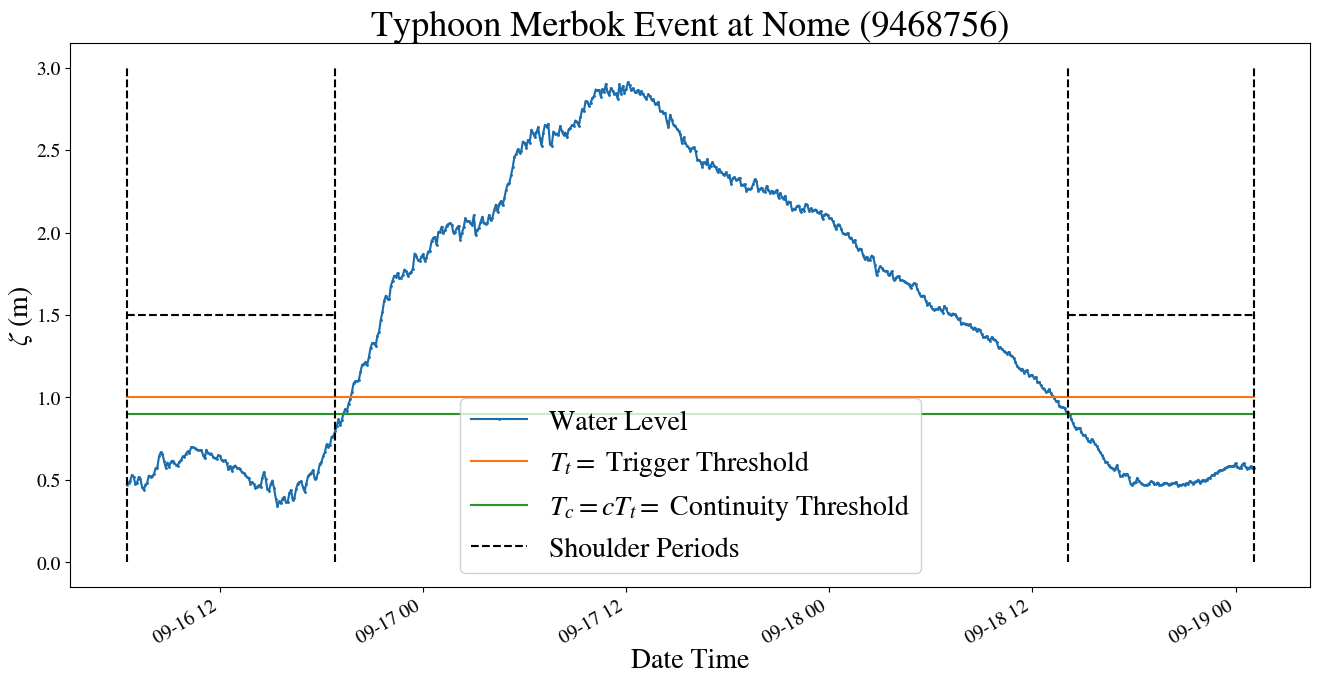 Typhoon Merbok Event at Nome (9468756)
3.0
2.5
2.0
1.5
1.0
0.5
0.0
ζ (m)
Water Level
T_t = Trigger Threshold
T_c = cT_t = Continuity Threshold
Shoulder Periods
09-16 12
09-17 00
09-17 12
09-18 00
09-18 12
09-19 00
Date Time